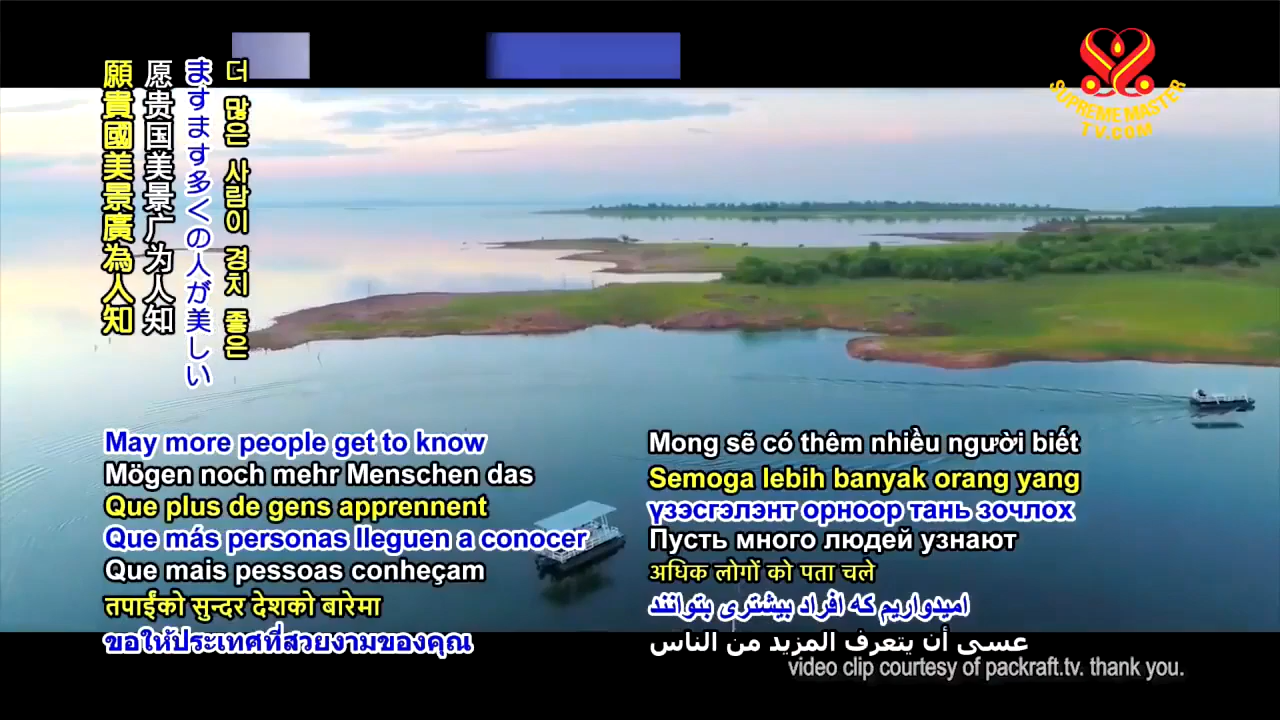 願貴國美景廣為人知
愿贵国美景广为人知
ますます多くの人が美しい
더 많은 사람이 경치 좋은
SUPREME MASTER
TV.COM
May more people get to know
Mögen noch mehr Menschen das
Que plus de gens apprennent
Que más personas lleguen a conocer
Que mais pessoas conheçam
तपाईंको सुन्दर देशको बारेमा
ขอให้ประเทศที่สวยงามของคุณ
Mong sẽ có thêm nhiều người biết
Semoga lebih banyak orang yang
үзэсгэлэнт орноор тань зочлох
Пусть много людей узнают
अधिक लोगों को पता चले
امیدواریم که افراد بیشتری بتوانند
عسى أن يتعرف المزيد من الناس
video clip courtesy of packraft.tv. thank you.